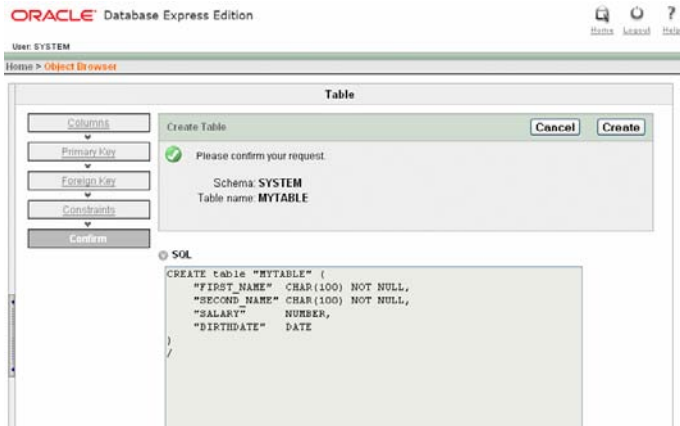 ORACLE Database Express Edition
Home Logout Help
User: SYSTEM
Home > Object Browser
Table
Columns
Primary Key
Foreign Key
Constraints
Confirm
Create Table
Cancel Create
Please confirm your request.
Schema: SYSTEM
Table name: MYTABLE
SQL
CREATE table "MYTABLE" (
    "FIRST_NAME"  CHAR(100) NOT NULL,
    "SECOND_NAME" CHAR(100) NOT NULL,
    "SALARY"      NUMBER,
    "BIRTHDATE"   DATE
)
/